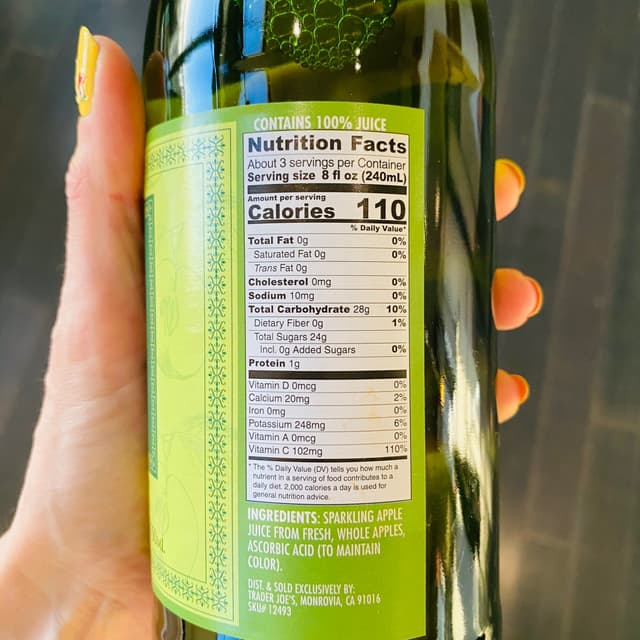 CONTAINS 100% JUICE
Nutrition Facts
About 3 servings per Container
Serving size 8 fl oz (240mL)
Amount per serving
Calories 110
% Daily Value*
Total Fat 0g 0%
Saturated Fat 0g 0%
Trans Fat 0g
Cholesterol 0mg 0%
Sodium 10mg 0%
Total Carbohydrate 28g 10%
Dietary Fiber 0g 1%
Total Sugars 24g
Incl. 0g Added Sugars 0%
Protein 1g
Vitamin D 0mcg 0%
Calcium 20mg 2%
Iron 0mg 0%
Potassium 248mg 6%
Vitamin A 0mcg 0%
Vitamin C 102mg 110%
* The % Daily Value (DV) tells you how much a
nutrient in a serving of food contributes to a
daily diet. 2,000 calories a day is used for
general nutrition advice.
INGREDIENTS: SPARKLING APPLE
JUICE FROM FRESH, WHOLE APPLES,
ASCORBIC ACID (TO MAINTAIN
COLOR).
DIST. & SOLD EXCLUSIVELY BY:
TRADER JOE'S, MONROVIA, CA 91016
SKU# 12493